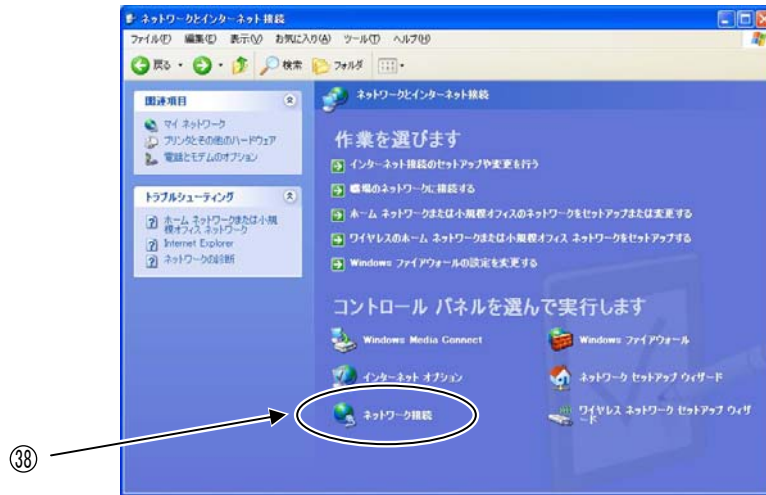 ネットワークとインターネット接続
ファイル(F) 編集(E) 表示(V) お気に入り(A) ツール(T) ヘルプ(H)
戻る 検索 フォルダ
関連項目
マイ ネットワーク
プリンタとその他のハードウェア
電話とモデムのオプション
トラブルシューティング
ホーム ネットワークまたは小規
模オフィス ネットワーク
Internet Explorer
ネットワークの診断
ネットワークとインターネット接続
作業を選びます
インターネット接続のセットアップや変更を行う
職場のネットワークに接続する
ホーム ネットワークまたは小規模オフィスのネットワークをセットアップまたは変更する
ワイヤレスのホーム ネットワークまたは小規模オフィス ネットワークをセットアップする
Windows ファイアウォールの設定を変更する
コントロール パネルを選んで実行します
Windows Media Connect
Windows ファイアウォール
インターネット オプション
ネットワーク セットアップ ウィザード
ネットワーク接続
ワイヤレス ネットワーク セットアップ ウィザ
ード
㊳